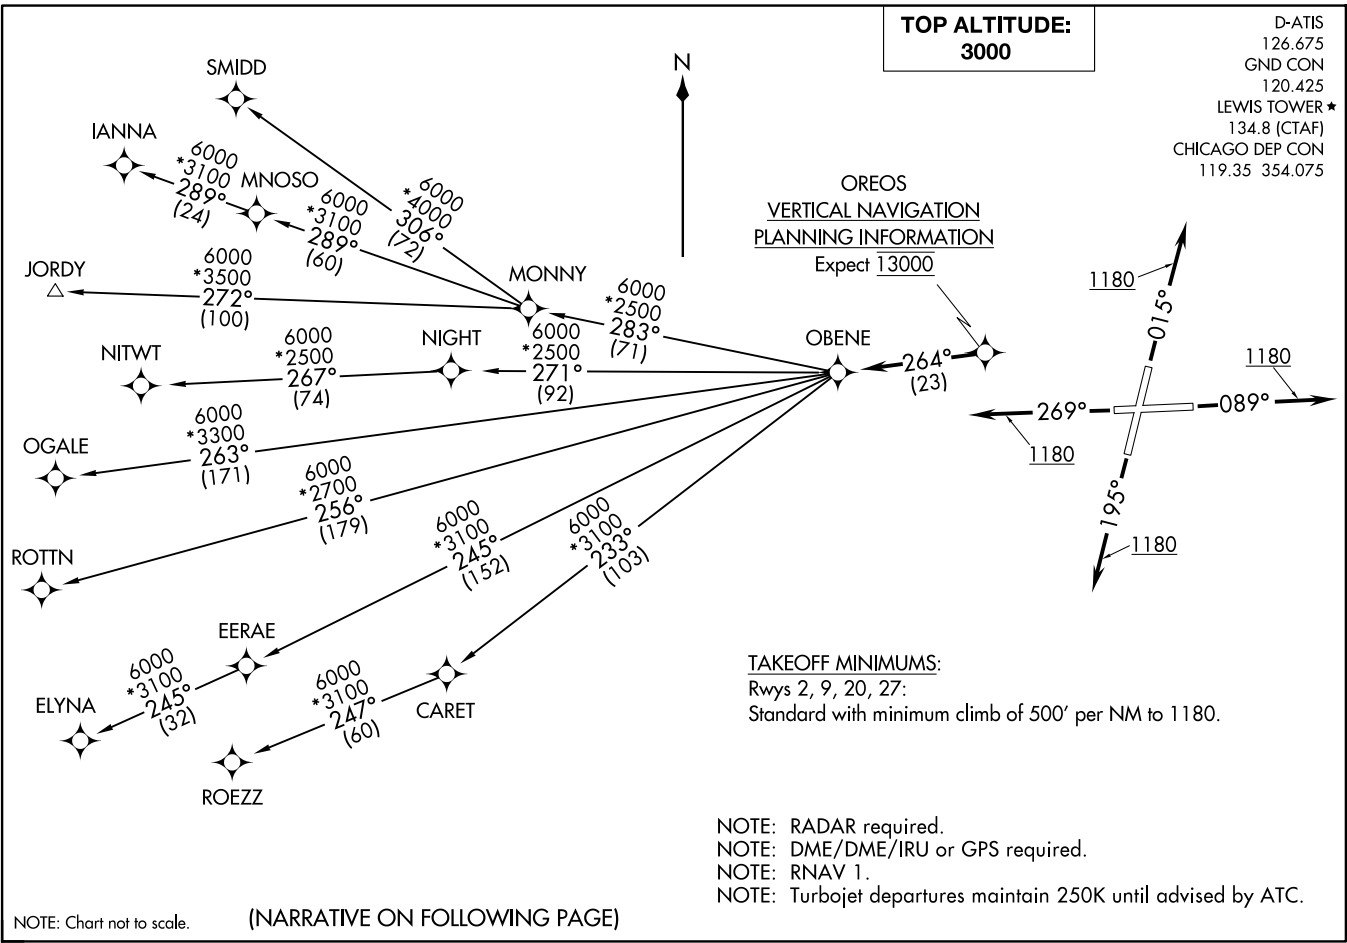 TOP ALTITUDE:
3000
D-ATIS
126.675
GND CON
120.425
LEWIS TOWER ★
134.8 (CTAF)
CHICAGO DEP CON
119.35 354.075
N
SMIDD
IANNA
6000
*3100
289°
(24)
MNOSO
6000
*3100
289°
(60)
6000
*4000
306°
(72)
JORDY
6000
*3500
272°
(100)
MONNY
6000
*2500
283°
(71)
OREOS
VERTICAL NAVIGATION
PLANNING INFORMATION
Expect 13000
NITWT
6000
*2500
267°
(74)
NIGHT
6000
*2500
271°
(92)
OBENE
264°
(23)
1180
015°
1180
089°
269°
1180
195°
1180
OGALE
6000
*3300
263°
(171)
ROTTN
6000
*2700
256°
(179)
6000
*3100
245°
(152)
6000
*3100
233°
(103)
EERAE
ELYNA
6000
*3100
245°
(32)
6000
*3100
247°
(60)
CARET
ROEZZ
TAKEOFF MINIMUMS:
Rwys 2, 9, 20, 27:
Standard with minimum climb of 500' per NM to 1180.
NOTE: RADAR required.
NOTE: DME/DME/IRU or GPS required.
NOTE: RNAV 1.
NOTE: Turbojet departures maintain 250K until advised by ATC.
NOTE: Chart not to scale.
(NARRATIVE ON FOLLOWING PAGE)